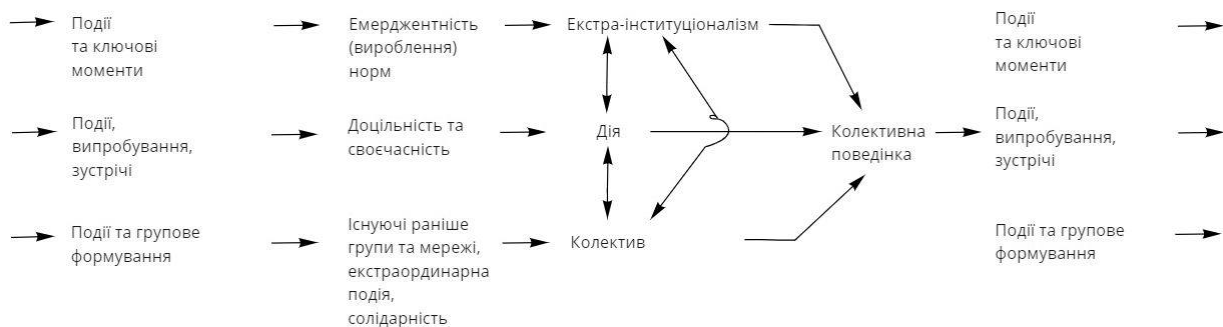 Події
та ключові
моменти
Емерджентність
(вироблення)
норм
Екстра-інституціоналізм
Події
та ключові
моменти
Події,
випробування,
зустрічі
Доцільність та
своєчасність
Дія
Колективна
поведінка
Події,
випробування,
зустрічі
Події та групове
формування
Існуючі раніше
групи та мережі,
екстраординарна
подія,
солідарність
Колектив
Події та групове
формування